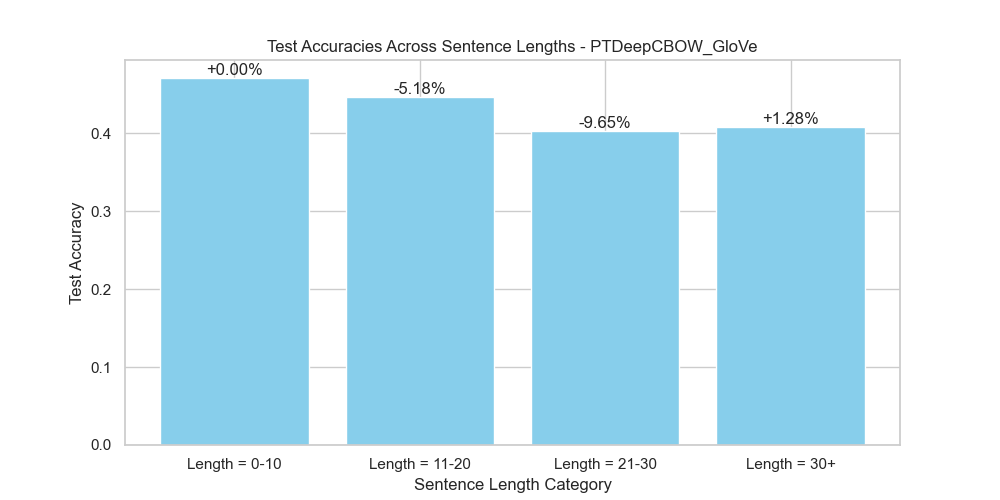 Test Accuracies Across Sentence Lengths - PTDeepCBOW_GloVe
+0.00%
-5.18%
-9.65%
+1.28%
0.4
0.3
0.2
0.1
0.0
Test Accuracy
Length = 0-10
Length = 11-20
Length = 21-30
Length = 30+
Sentence Length Category